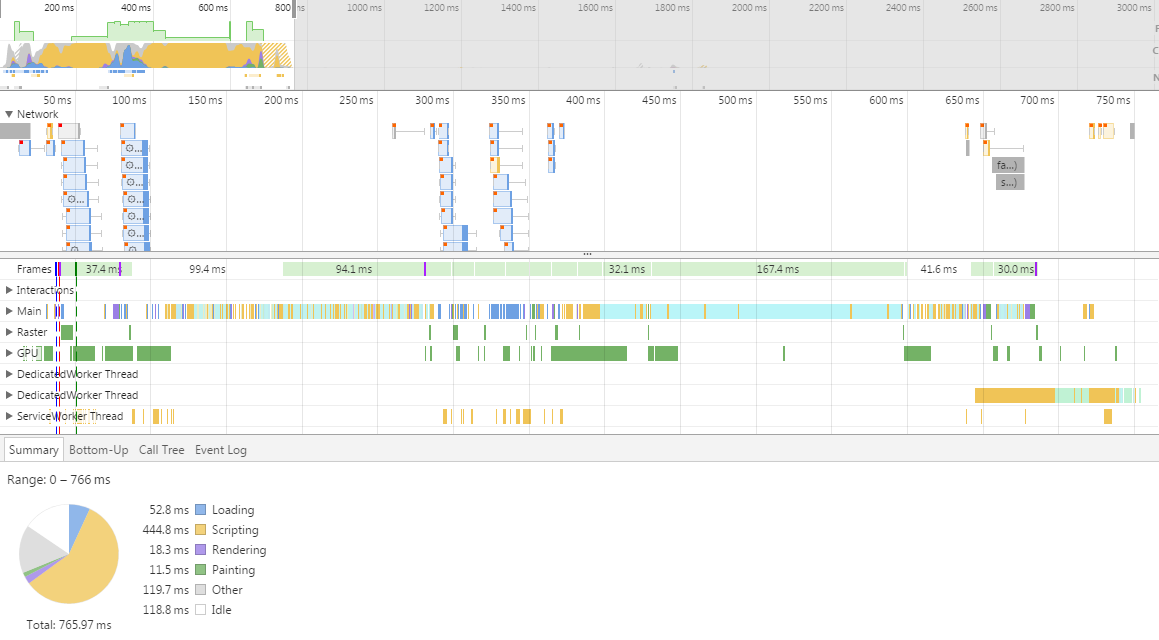 200 ms 400 ms 600 ms 800 ms 1000 ms 1200 ms 1400 ms 1600 ms 1800 ms 2000 ms 2200 ms 2400 ms 2600 ms 2800 ms 3000 ms
50 ms 100 ms 150 ms 200 ms 250 ms 300 ms 350 ms 400 ms 450 ms 500 ms 550 ms 600 ms 650 ms 700 ms 750 ms
Network
fa...)
s...)
...
Frames 37.4 ms 99.4 ms 94.1 ms 32.1 ms 167.4 ms 41.6 ms 30.0 ms
Interactions
Main
Raster
GPU
DedicatedWorker Thread
DedicatedWorker Thread
ServiceWorker Thread
Summary Bottom-Up Call Tree Event Log
Range: 0 – 766 ms
52.8 ms Loading
444.8 ms Scripting
18.3 ms Rendering
11.5 ms Painting
119.7 ms Other
118.8 ms Idle
Total: 765.97 ms